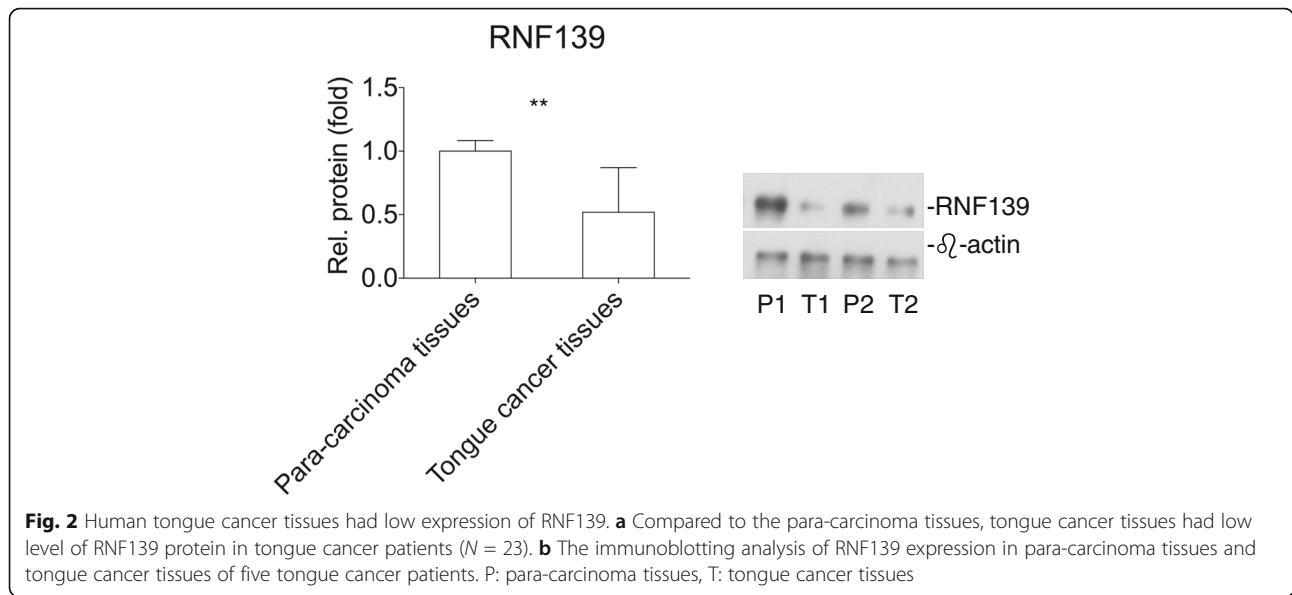 RNF139
Rel. protein (fold)
1.5
1.0
0.5
0.0
**
Para-carcinoma tissues
Tongue cancer tissues
-RNF139
-♌-actin
P1 T1 P2 T2
Fig. 2 Human tongue cancer tissues had low expression of RNF139. a Compared to the para-carcinoma tissues, tongue cancer tissues had low
level of RNF139 protein in tongue cancer patients (N = 23). b The immunoblotting analysis of RNF139 expression in para-carcinoma tissues and
tongue cancer tissues of five tongue cancer patients. P: para-carcinoma tissues, T: tongue cancer tissues